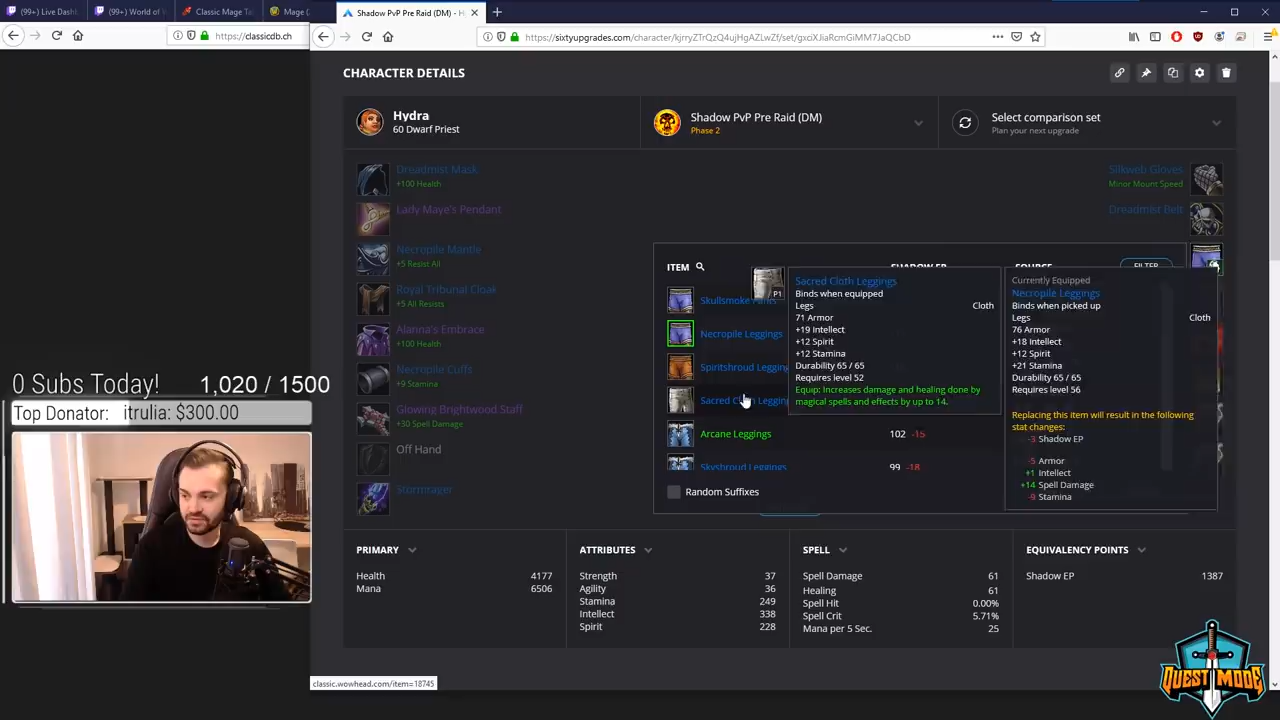 (99+) Live Dash
(99+) World of
Classic Mage Ta
Mage (
Shadow PvP Pre Raid (DM) - H
https://classicdb.ch
https://sixtyupgrades.com/character/kjrryZTrQzQ4ujHgAZLwZf/set/gxciXJiaRcmGiMM7JaQCbD
CHARACTER DETAILS
Hydra
60 Dwarf Priest
Shadow PvP Pre Raid (DM)
Phase 2
Select comparison set
Plan your next upgrade
Dreadmist Mask
+100 Health
Lady Maye's Pendant
Necropile Mantle
+5 Resist All
Royal Tribunal Cloak
+5 All Resists
Alanna's Embrace
+100 Health
Necropile Cuffs
+9 Stamina
Glowing Brightwood Staff
+30 Spell Damage
Off Hand
Stormrager
Silkweb Gloves
Minor Mount Speed
Dreadmist Belt
ITEM
SHADOW EP
SOURCE
FILTER
Skullsmoke Pants
Necropile Leggings
Spiritshroud Legging
Sacred Cloth Legging
Arcane Leggings
102 -15
Skyshroud Leggings
99 -18
Random Suffixes
P1
Sacred Cloth Leggings
Binds when equipped
Legs
Cloth
71 Armor
+19 Intellect
+12 Spirit
+12 Stamina
Durability 65 / 65
Requires level 52
Equip: Increases damage and healing done by
magical spells and effects by up to 14.
Currently Equipped
Necropile Leggings
Binds when picked up
Legs
Cloth
76 Armor
+18 Intellect
+12 Spirit
+21 Stamina
Durability 65 / 65
Requires level 56
Replacing this item will result in the following
stat changes:
-3 Shadow EP
-5 Armor
+1 Intellect
+14 Spell Damage
-9 Stamina
0 Subs Today!
1,020 / 1500
Top Donator: itrulia: $300.00
PRIMARY
Health 4177
Mana 6506
ATTRIBUTES
Strength 37
Agility 36
Stamina 249
Intellect 338
Spirit 228
SPELL
Spell Damage 61
Healing 61
Spell Hit 0.00%
Spell Crit 5.71%
Mana per 5 Sec. 25
EQUIVALENCY POINTS
Shadow EP 1387
classic.wowhead.com/item=18745
QUEST MODE